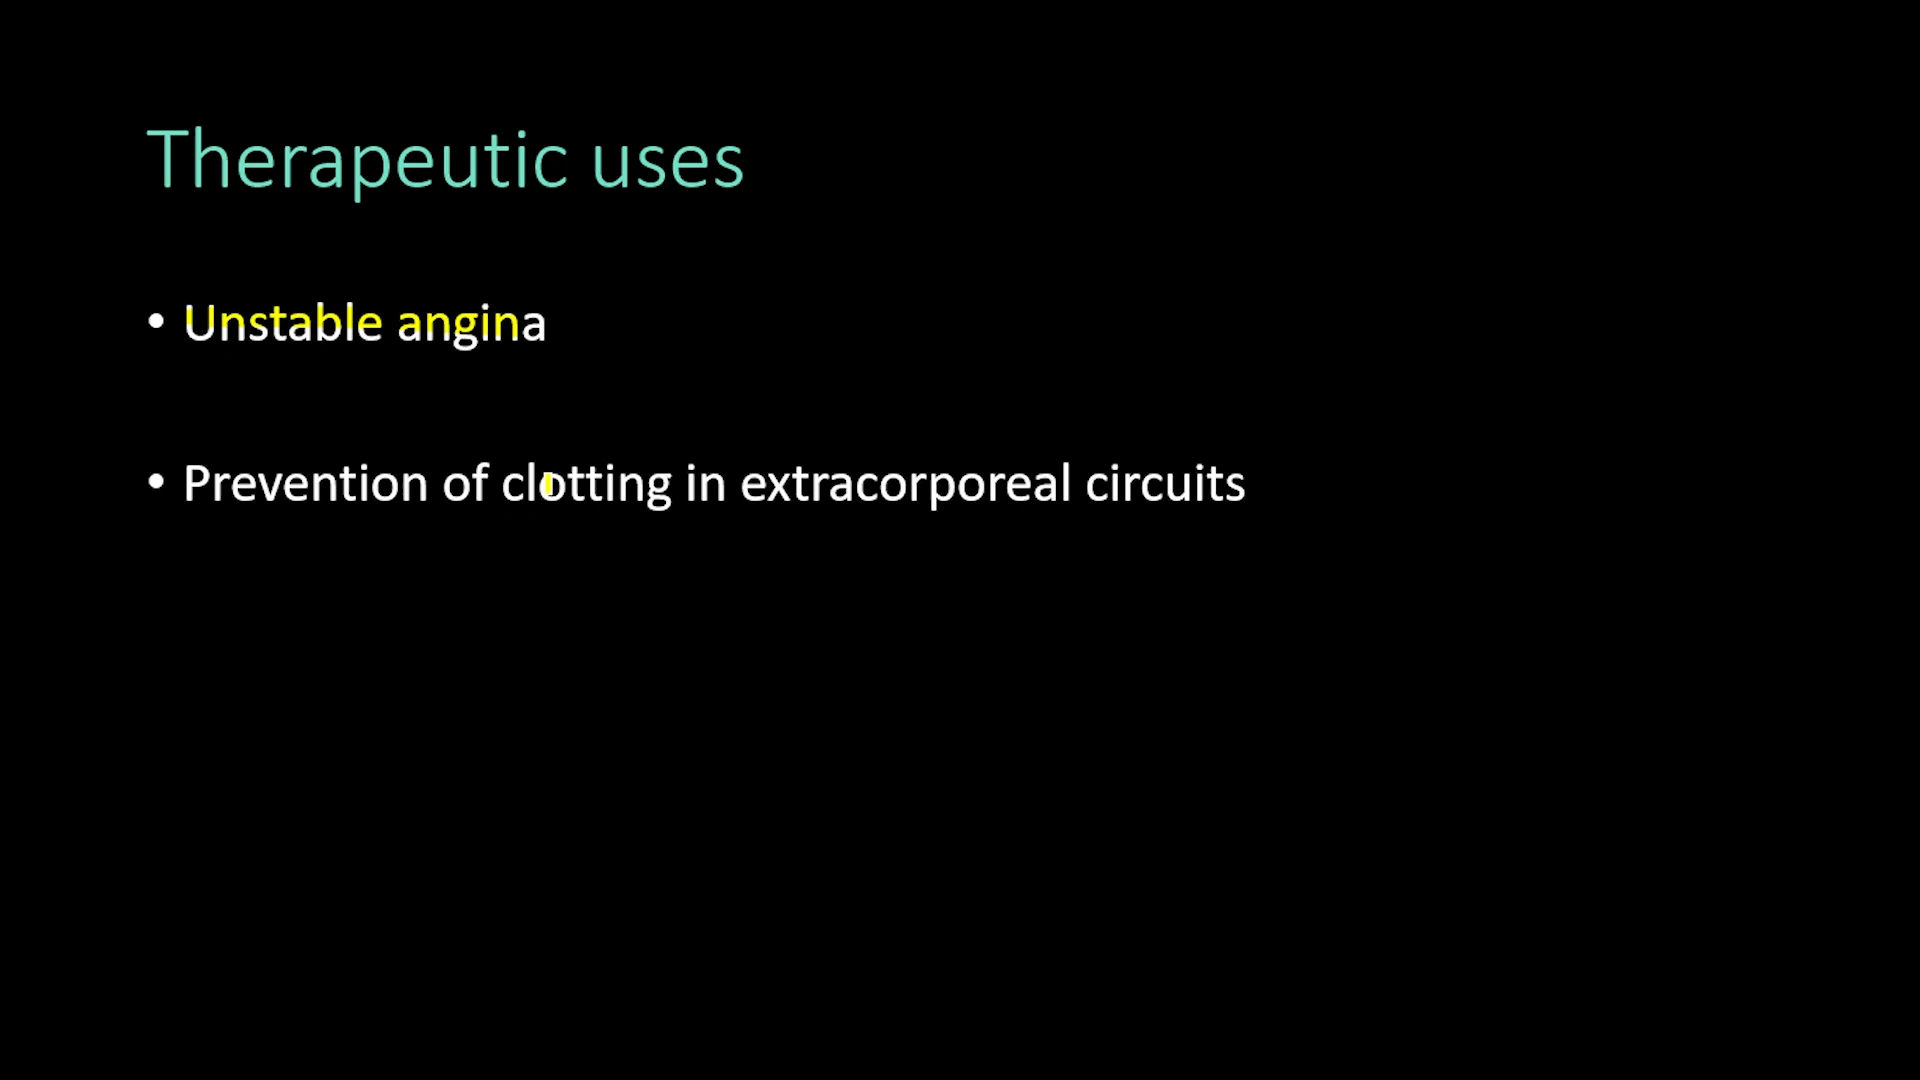 Therapeutic uses
• Unstable angina
• Prevention of clotting in extracorporeal circuits